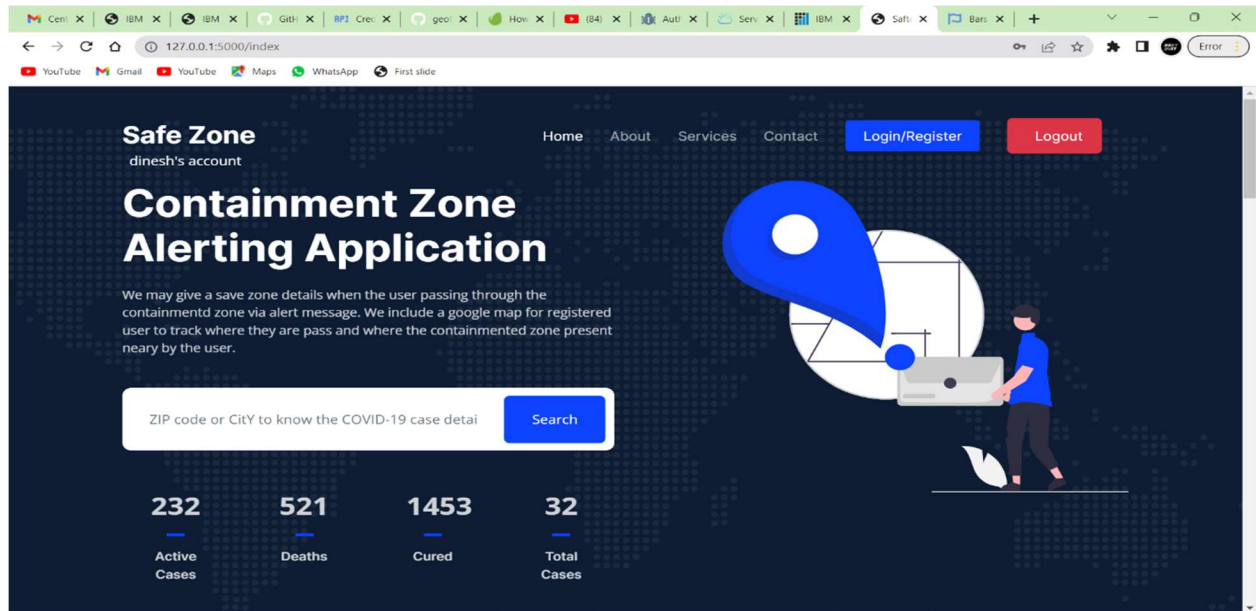 Cent
IBM
IBM
GitH
RPI Crec
geol
How
(84)
Auth
Serv
IBM
Safe
Bars
127.0.0.1:5000/index
Error
YouTube Gmail YouTube Maps WhatsApp First slide
Safe Zone
dinesh's account
Home About Services Contact Login/Register Logout
Containment Zone
Alerting Application
We may give a save zone details when the user passing through the
containmentd zone via alert message. We include a google map for registered
user to track where they are pass and where the containmented zone present
neary by the user.
ZIP code or CitY to know the COVID-19 case detai
Search
232 521 1453 32
Active Deaths Cured Total
Cases Cases